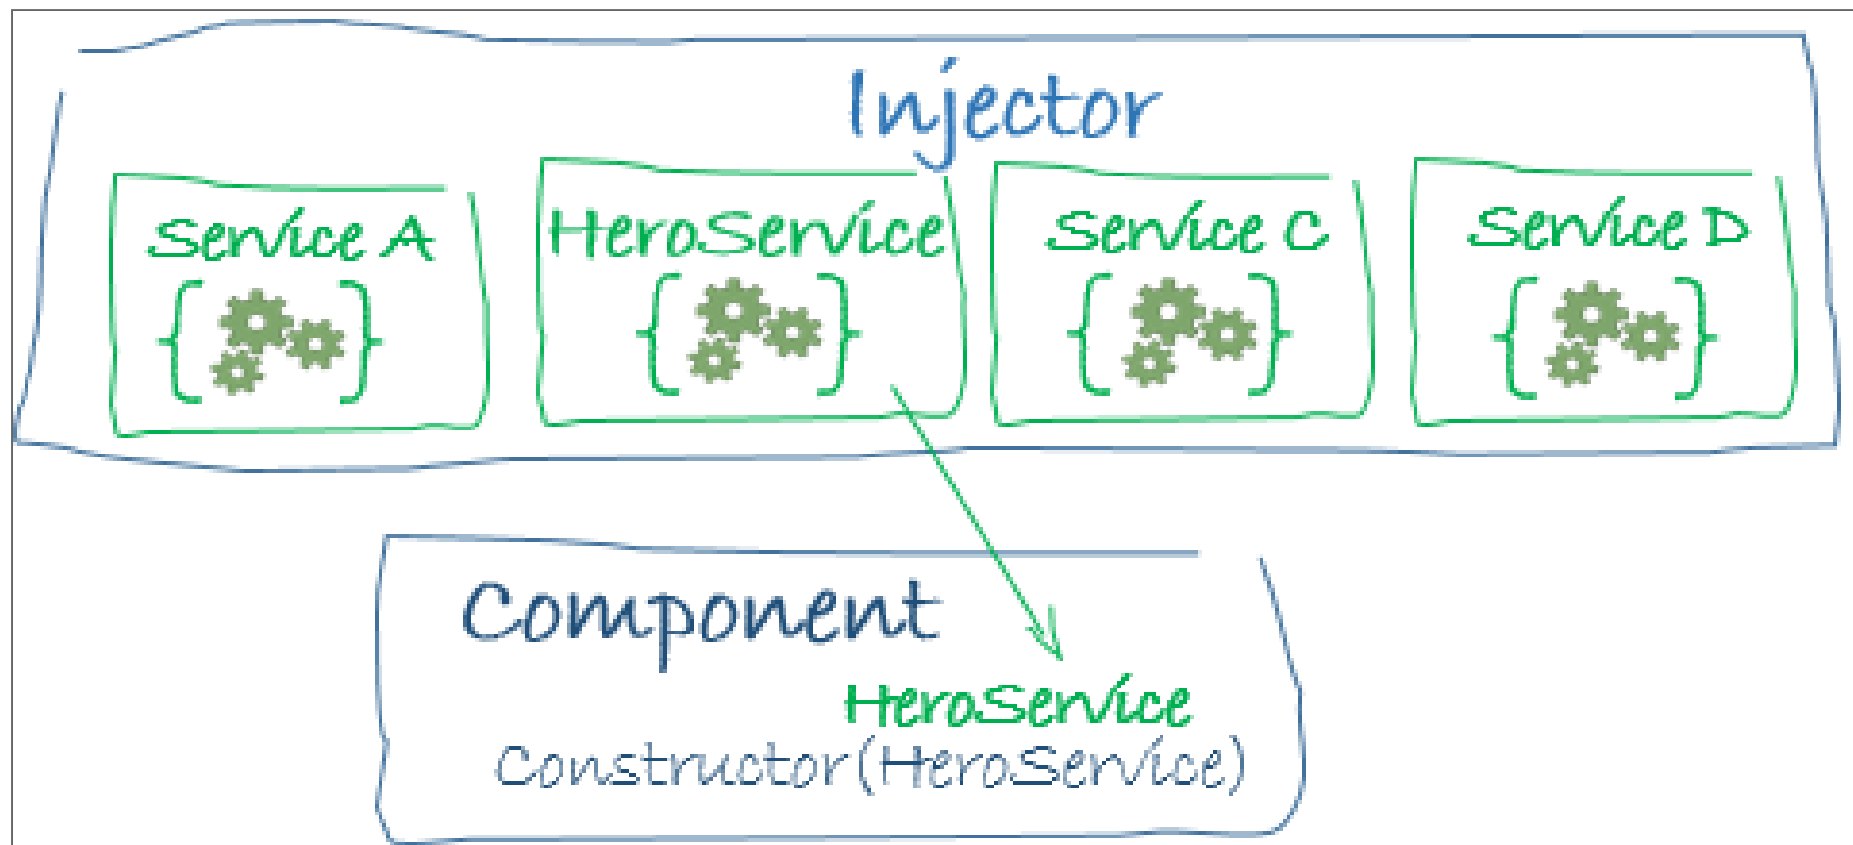 Injector
Service A
HeroService
Service C
Service D
Component
HeroService
Constructor(HeroService)